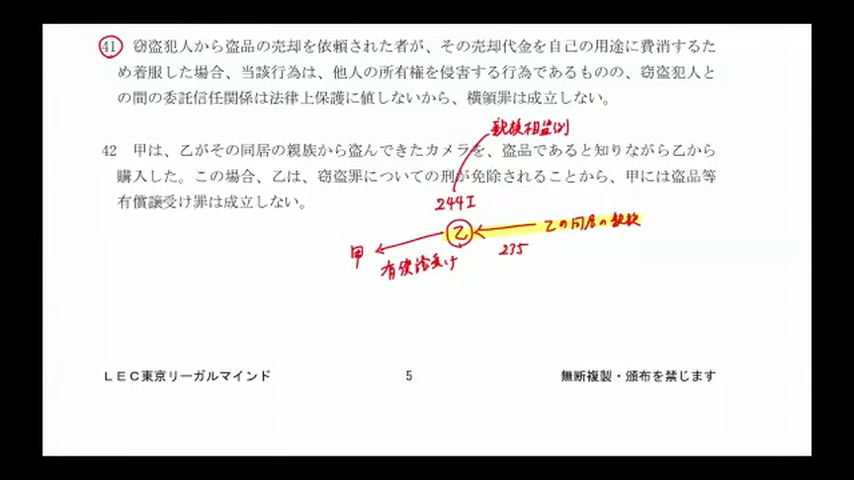 41 窃盗犯人から盗品の売却を依頼された者が、その売却代金を自己の用途に費消するた
め着服した場合、当該行為は、他人の所有権を侵害する行為であるものの、窃盗犯人と
の間の委託信任関係は法律上保護に値しないから、横領罪は成立しない。
親族相盗例
42 甲は、乙がその同居の親族から盗んできたカメラを、盗品であると知りながら乙から
購入した。この場合、乙は、窃盗罪についての刑が免除されることから、甲には盗品等
有償譲受け罪は成立しない。
244I
乙 乙の同居の親族
甲 235
有償譲受け
LEC東京リーガルマインド 5 無断複製・頒布を禁じます